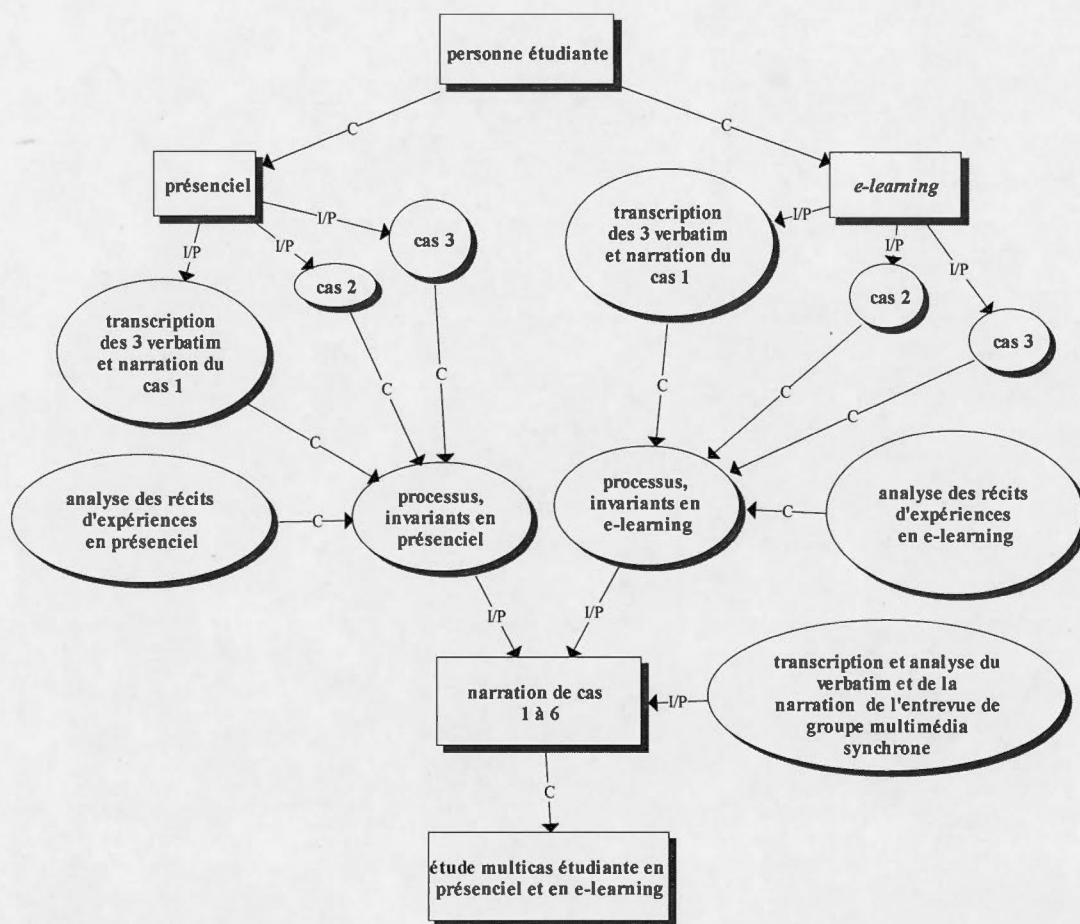 personne étudiante
C
C
présenciel
e-learning
I/P
I/P
I/P
cas 3
transcription
des 3 verbatim
et narration du
cas 1
I/P
I/P
I/P
cas 2
cas 2
cas 3
transcription
des 3 verbatim
et narration du
cas 1
C
C
C
C
C
C
analyse des récits
d'expériences
en présenciel
C
processus,
invariants en
présenciel
processus,
invariants en
e-learning
C
analyse des récits
d'expériences
en e-learning
I/P
I/P
narration de cas
1 à 6
I/P
transcription et analyse du
verbatim et de la
narration de l'entrevue de
groupe multimédia
synchrone
C
étude multicas étudiante en
présenciel et en e-learning